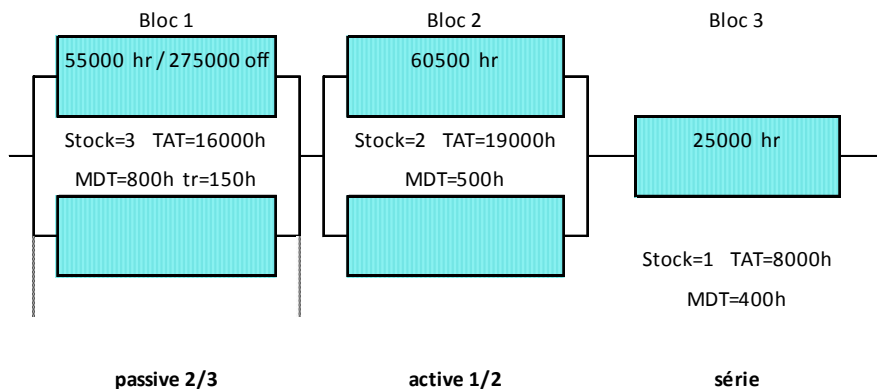 Bloc 1
Bloc 2
Bloc 3
55000 hr / 275000 off
60500 hr
25000 hr
Stock=3 TAT=16000h
MDT=800h tr=150h
Stock=2 TAT=19000h
MDT=500h
Stock=1 TAT=8000h
MDT=400h
passive 2/3
active 1/2
série